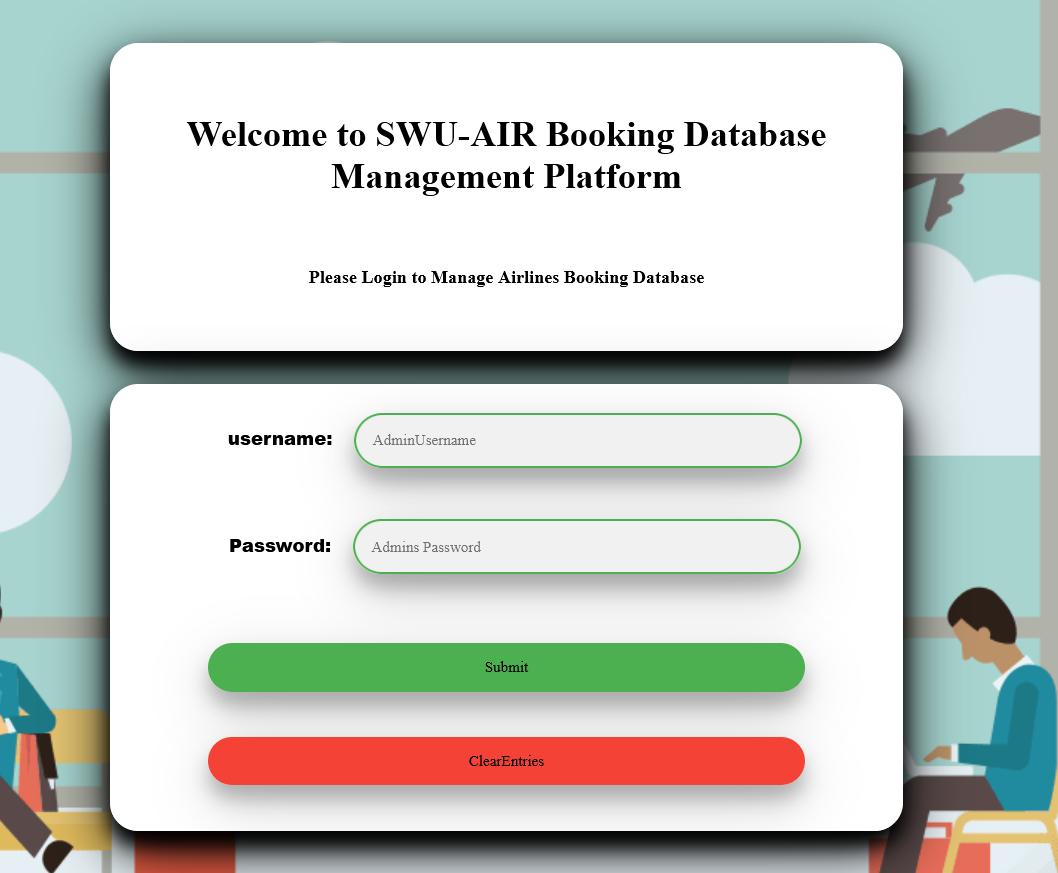 Welcome to SWU-AIR Booking Database
Management Platform
Please Login to Manage Airlines Booking Database
username:
AdminUsername
Password:
Admins Password
Submit
ClearEntries